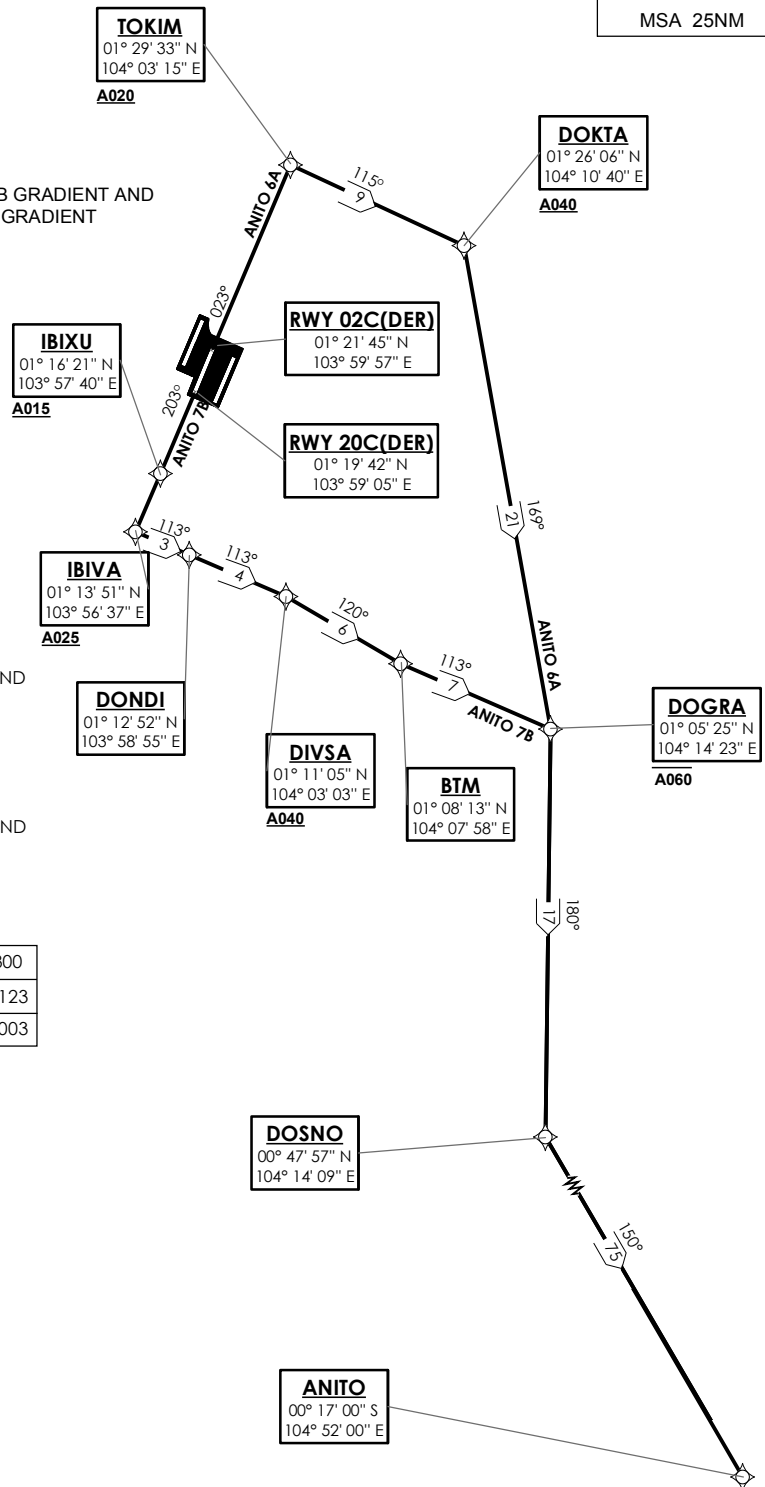 MSA 25NM
TOKIM
01° 29' 33" N
104° 03' 15" E
A020
DOKTA
01° 26' 06" N
104° 10' 40" E
A040
115°
9
ANITO 6A
GRADIENT AND
GRADIENT
023°
RWY 02C(DER)
01° 21' 45" N
103° 59' 57" E
IBIXU
01° 16' 21" N
103° 57' 40" E
A015
203°
ANITO 7B
RWY 20C(DER)
01° 19' 42" N
103° 59' 05" E
169°
21
ANITO 6A
IBIVA
01° 13' 51" N
103° 56' 37" E
A025
113°
3
113°
4
120°
6
113°
7
ANITO 7B
DONDI
01° 12' 52" N
103° 58' 55" E
DIVSA
01° 11' 05" N
104° 03' 03" E
A040
BTM
01° 08' 13" N
104° 07' 58" E
DOGRA
01° 05' 25" N
104° 14' 23" E
A060
ND
ND
180°
17
300
123
003
DOSNO
00° 47' 57" N
104° 14' 09" E
150°
75
ANITO
00° 17' 00" S
104° 52' 00" E